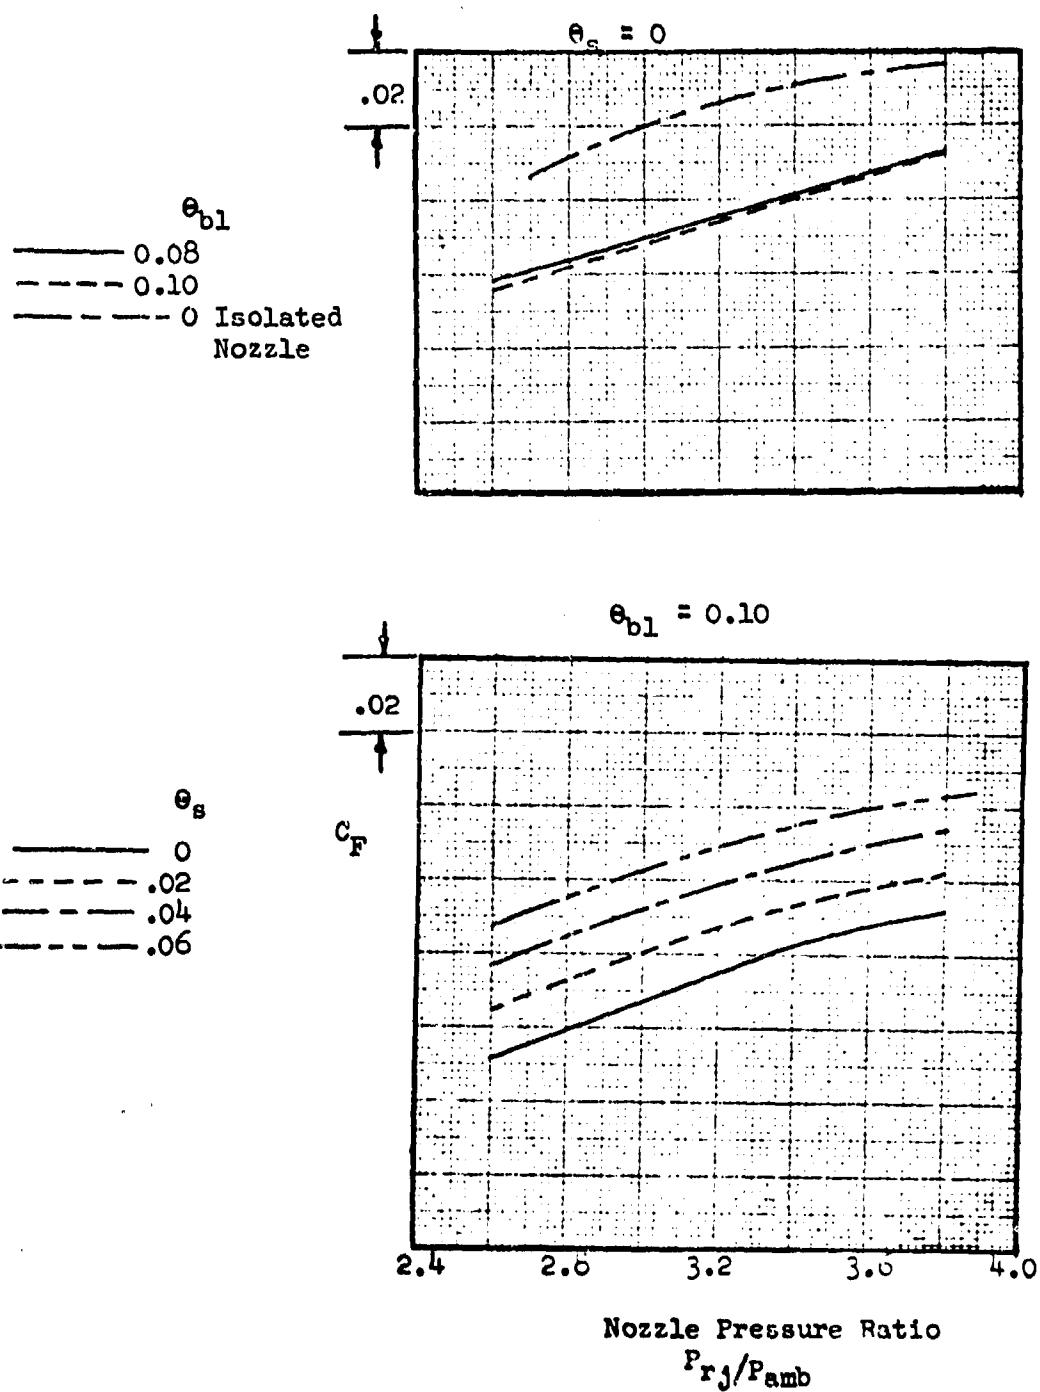 θs = 0
.02
θbl
0.08
0.10
0 Isolated
Nozzle
θbl = 0.10
.02
θs
0
.02
.04
.06
CF
2.4
2.8
3.2
3.6
4.0
Nozzle Pressure Ratio
Prj/Pamb